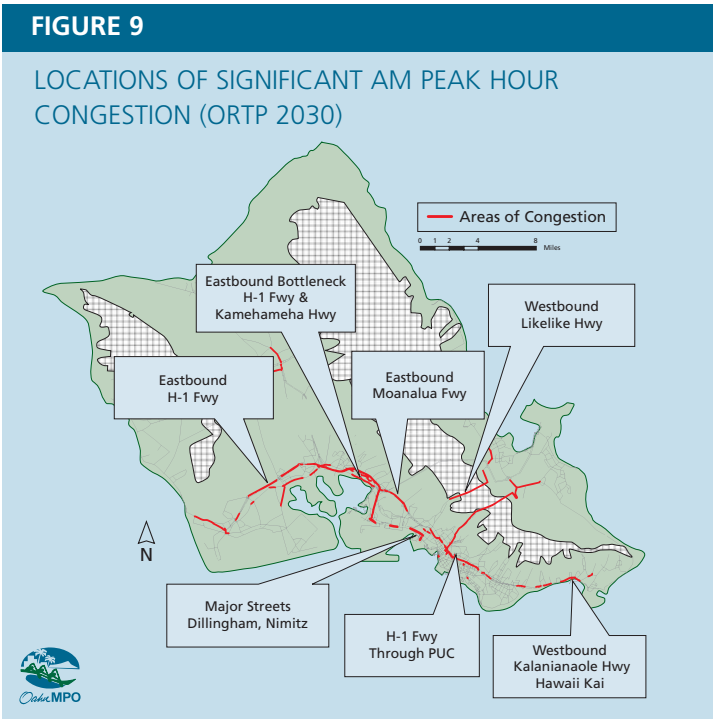 FIGURE 9
LOCATIONS OF SIGNIFICANT AM PEAK HOUR
CONGESTION (ORTP 2030)
Areas of Congestion
0 1 2 4 8
Miles
Eastbound Bottleneck
H-1 Fwy &
Kamehameha Hwy
Westbound
Likelike Hwy
Eastbound
H-1 Fwy
Eastbound
Moanalua Fwy
N
Major Streets
Dillingham, Nimitz
H-1 Fwy
Through PUC
Westbound
Kalanianaole Hwy
Hawaii Kai
OahuMPO